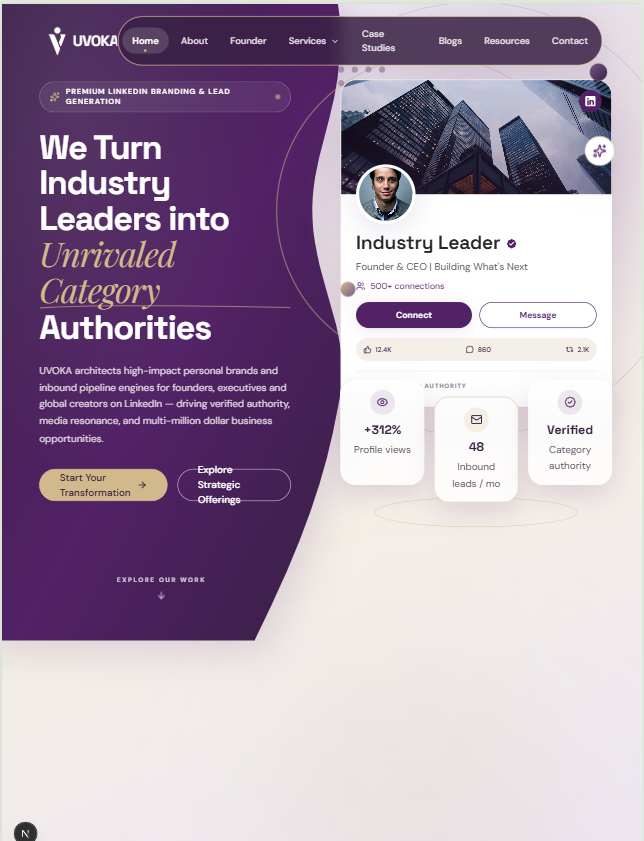 UVOKA
Home
About
Founder
Services
Case
Studies
Blogs
Resources
Contact
PREMIUM LINKEDIN BRANDING & LEAD
GENERATION
We Turn
Industry
Leaders into
Unrivaled
Category
Authorities
UVOKA architects high-impact personal brands and
inbound pipeline engines for founders, executives and
global creators on LinkedIn — driving verified authority,
media resonance, and multi-million dollar business
opportunities.
Start Your
Transformation
Explore
Strategic
Offerings
EXPLORE OUR WORK
in
Industry Leader
Founder & CEO | Building What's Next
500+ connections
Connect
Message
12.4K
860
2.1K
AUTHORITY
+312%
Profile views
48
Inbound
leads / mo
Verified
Category
authority
N